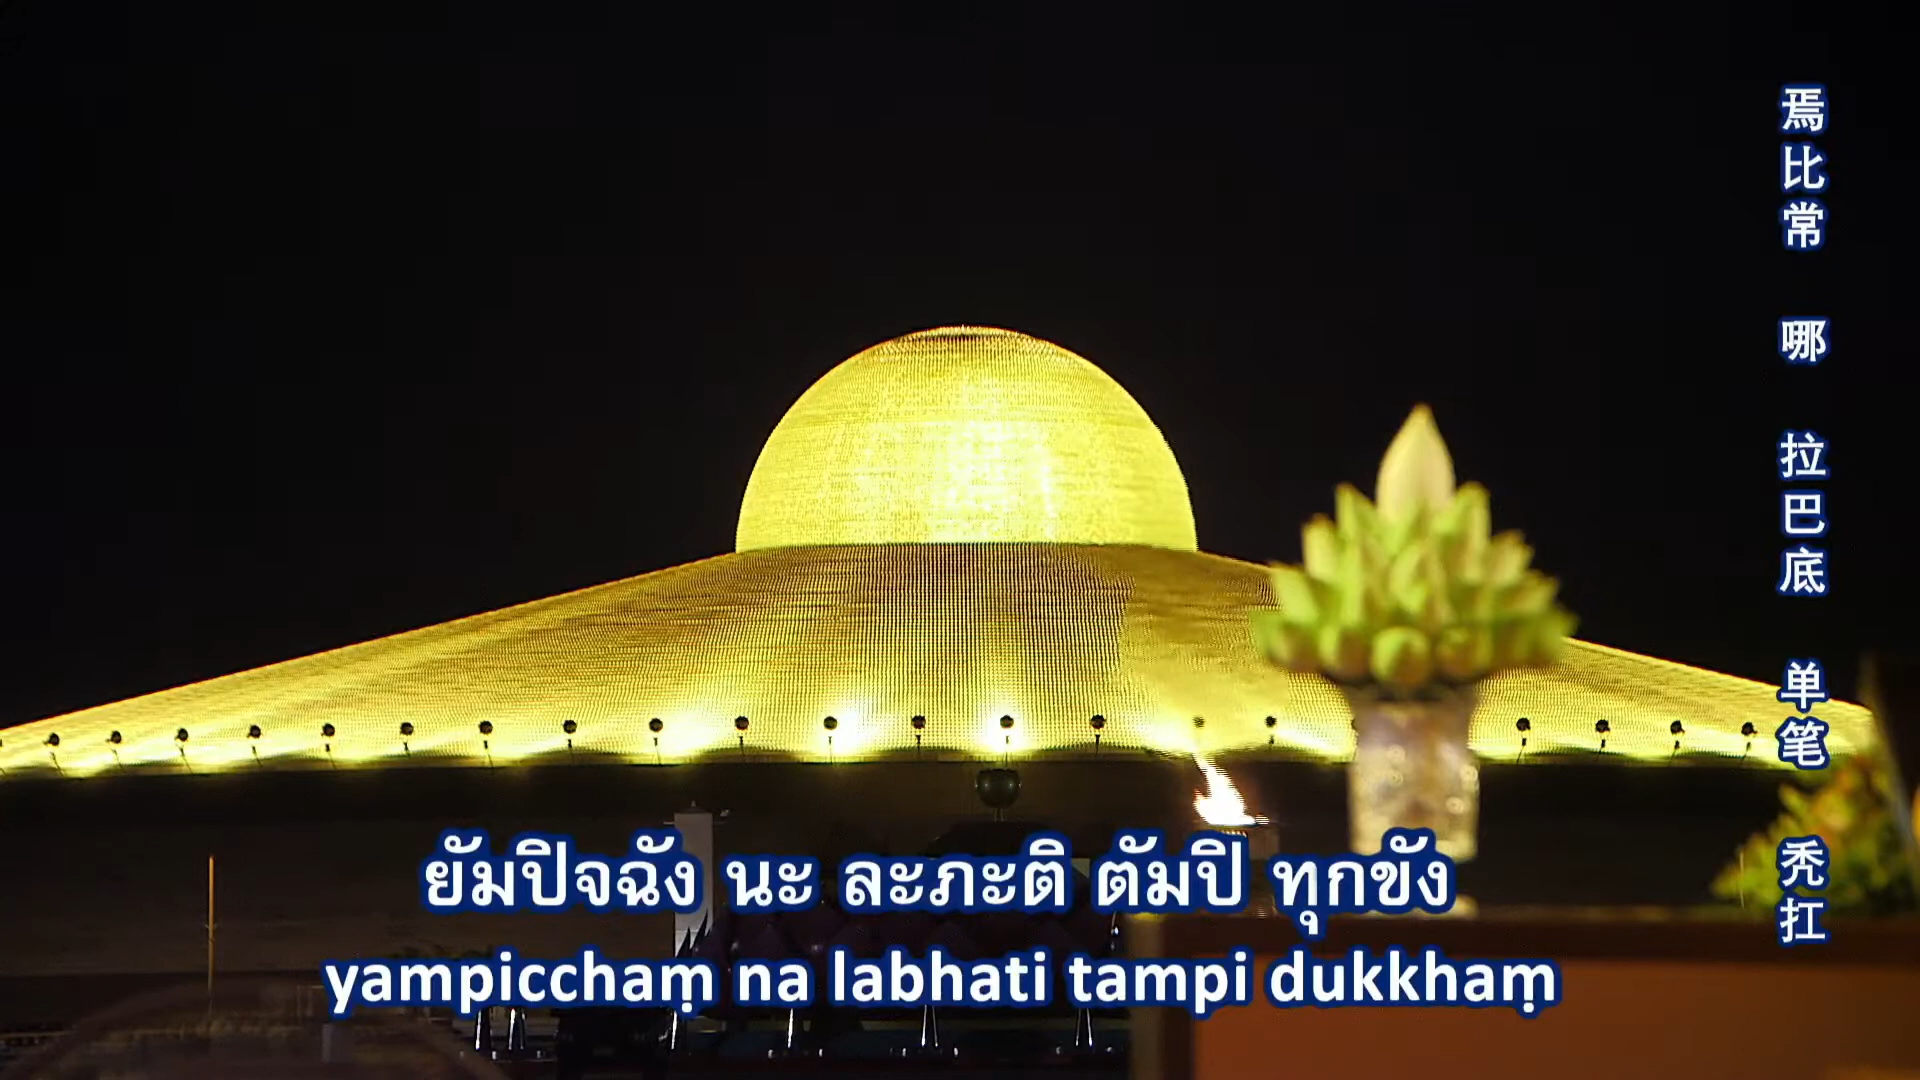 ยัมปิจฉัง นะ ละภะติ ตัมปิ ทุกขัง
yampicchaṃ na labhati tampi dukkhaṃ
焉比常 哪 拉巴底 单笔 秃扛